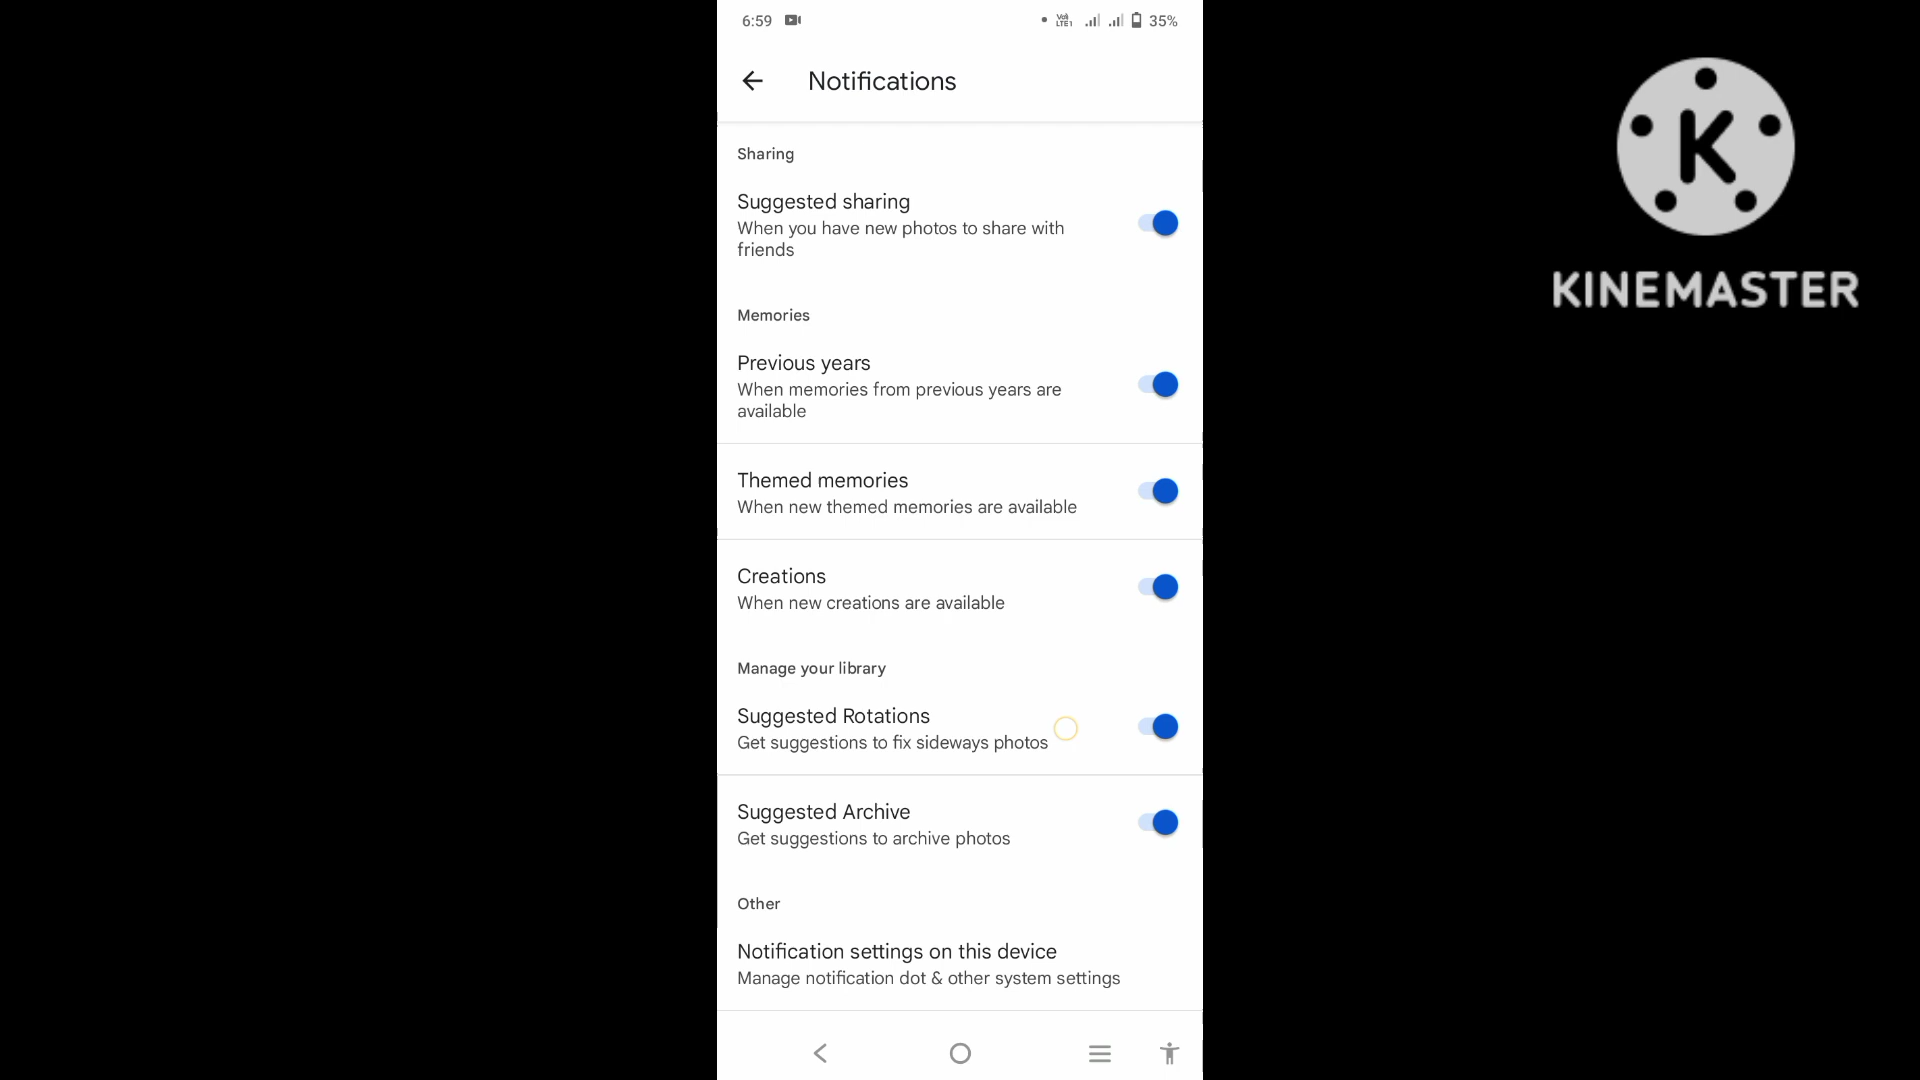 6:59
35%
Notifications
Sharing
Suggested sharing
When you have new photos to share with
friends
Memories
Previous years
When memories from previous years are
available
Themed memories
When new themed memories are available
Creations
When new creations are available
Manage your library
Suggested Rotations
Get suggestions to fix sideways photos
Suggested Archive
Get suggestions to archive photos
Other
Notification settings on this device
Manage notification dot & other system settings
K
KINEMASTER